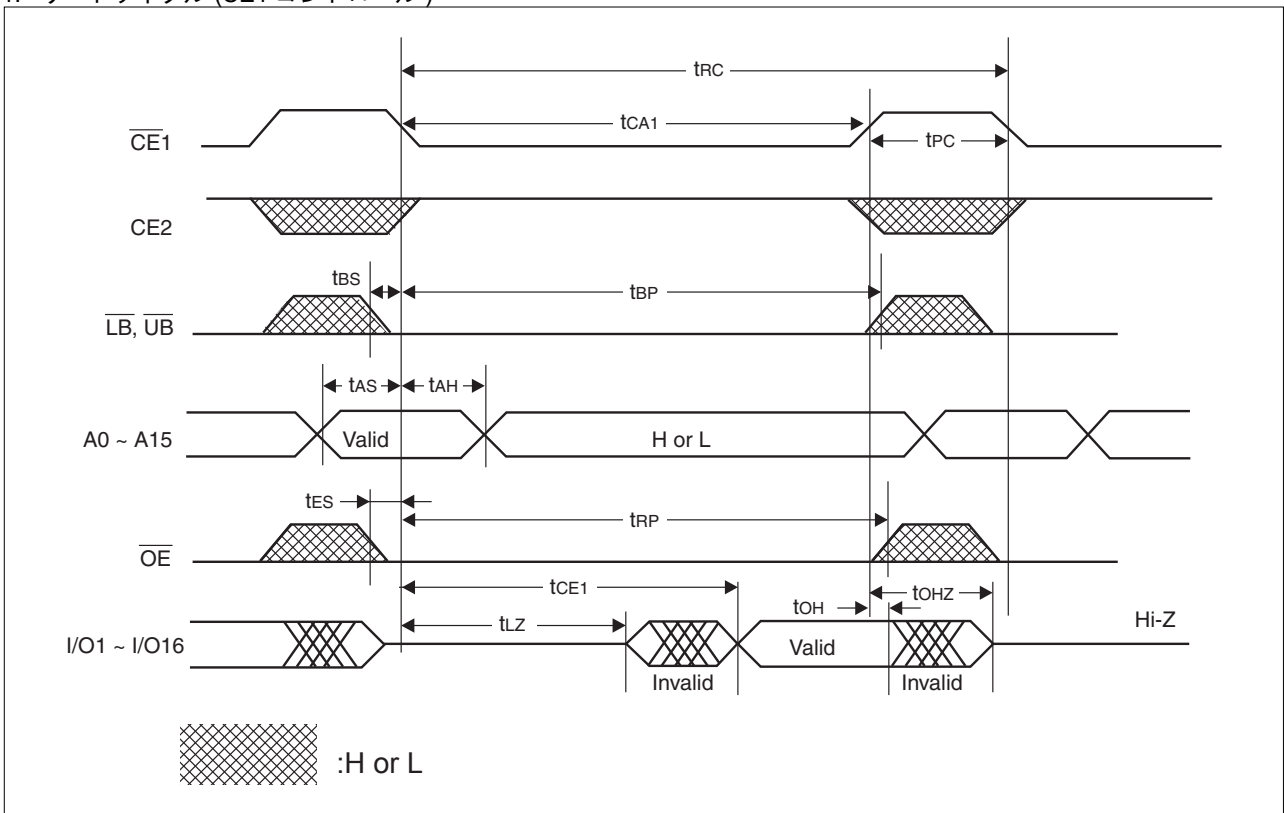 tRC
tCA1
CE1
tPC
CE2
tBS
tBP
LB, UB
tAS
tAH
A0 ~ A15
Valid
H or L
tES
tRP
OE
tCE1
tOH
tOHZ
tLZ
Hi-Z
I/O1 ~ I/O16
Valid
Invalid
Invalid
:H or L